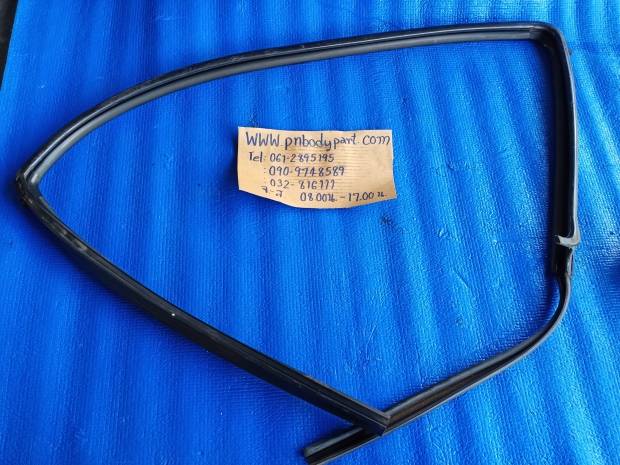 WWW.pnbodypart.com
Tel: 061-2895195
: 090-9748589
: 032-816777
จ-ส 08.00น.-17.00น.